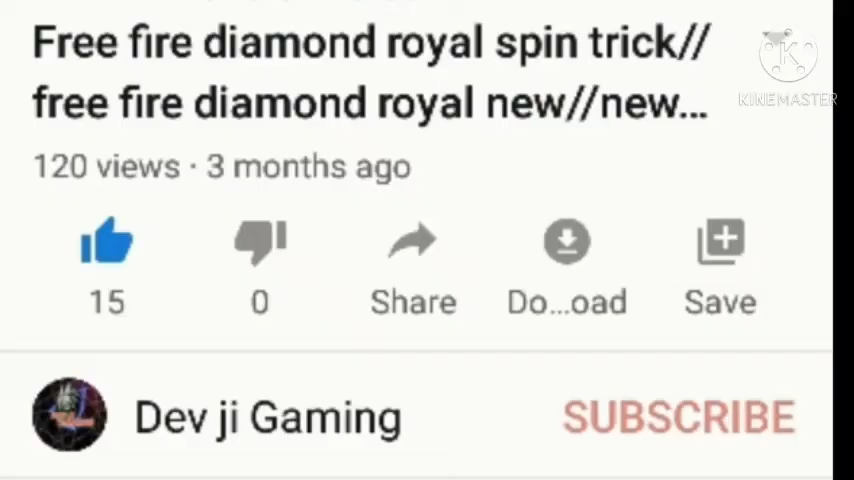 Free fire diamond royal spin trick//
free fire diamond royal new//new...
K
KINEMASTER
120 views · 3 months ago
15
0
Share
Do...oad
Save
Dev ji Gaming
SUBSCRIBE